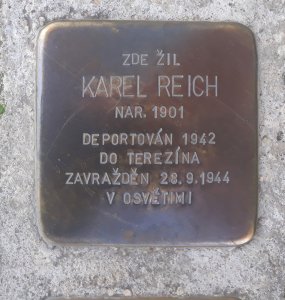 ZDE ŽIL
KAREL REICH
NAR. 1901
DEPORTOVÁN 1942
DO TEREZÍNA
ZAVRAŽDĚN 28.9.1944
V OSVĚTIMI